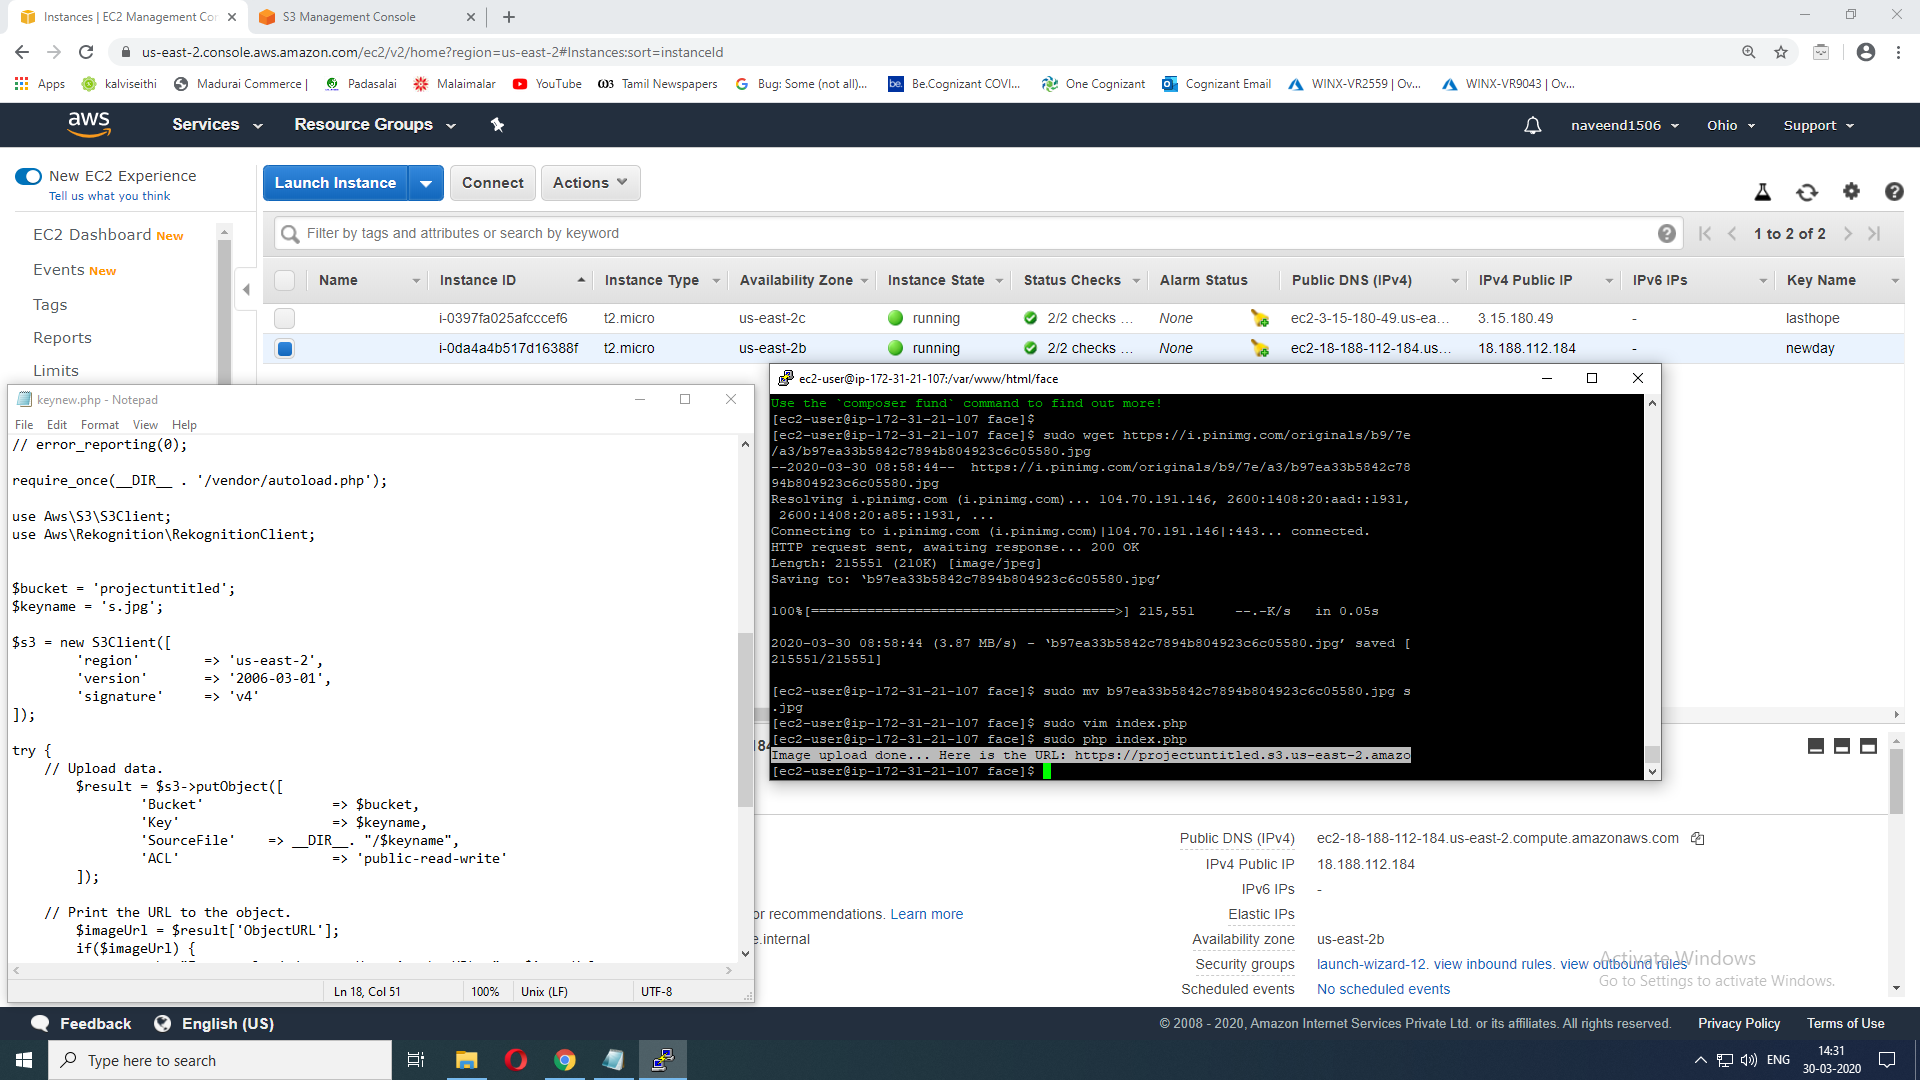 Instances | EC2 Management Con
S3 Management Console
us-east-2.console.aws.amazon.com/ec2/v2/home?region=us-east-2#Instances:sort=instanceId
Apps
kalviseithi
Madurai Commerce |
Padasalai
Malaimalar
YouTube
Tamil Newspapers
Bug: Some (not all)...
be. Be.Cognizant COVI...
One Cognizant
Cognizant Email
WINX-VR2559 | Ov...
WINX-VR9043 | Ov...
aws
Services
Resource Groups
naveend1506
Ohio
Support
New EC2 Experience
Tell us what you think
Launch Instance
Connect
Actions
EC2 Dashboard New
Events New
Tags
Reports
Limits
Filter by tags and attributes or search by keyword
1 to 2 of 2
Name Instance ID Instance Type Availability Zone Instance State Status Checks Alarm Status Public DNS (IPv4) IPv4 Public IP IPv6 IPs Key Name
i-0397fa025afcccef6 t2.micro us-east-2c running 2/2 checks ... None ec2-3-15-180-49.us-ea... 3.15.180.49 - lasthope
i-0da4a4b517d16388f t2.micro us-east-2b running 2/2 checks ... None ec2-18-188-112-184.us... 18.188.112.184 - newday
keynew.php - Notepad
File Edit Format View Help
// error_reporting(0);
require_once(__DIR__ . '/vendor/autoload.php');
use Aws\S3\S3Client;
use Aws\Rekognition\RekognitionClient;
$bucket = 'projectuntitled';
$keyname = 's.jpg';
$s3 = new S3Client([
'region' => 'us-east-2',
'version' => '2006-03-01',
'signature' => 'v4'
]);
try {
// Upload data.
$result = $s3->putObject([
'Bucket' => $bucket,
'Key' => $keyname,
'SourceFile' => __DIR__. "/$keyname",
'ACL' => 'public-read-write'
]);
// Print the URL to the object.
$imageUrl = $result['ObjectURL'];
if($imageUrl) {
Ln 18, Col 51
100%
Unix (LF)
UTF-8
ec2-user@ip-172-31-21-107:/var/www/html/face
Use the `composer fund` command to find out more!
[ec2-user@ip-172-31-21-107 face]$
[ec2-user@ip-172-31-21-107 face]$ sudo wget https://i.pinimg.com/originals/b9/7e
/a3/b97ea33b5842c7894b804923c6c05580.jpg
--2020-03-30 08:58:44-- https://i.pinimg.com/originals/b9/7e/a3/b97ea33b5842c78
94b804923c6c05580.jpg
Resolving i.pinimg.com (i.pinimg.com)... 104.70.191.146, 2600:1408:20:aad::1931,
2600:1408:20:a85::1931, ...
Connecting to i.pinimg.com (i.pinimg.com)|104.70.191.146|:443... connected.
HTTP request sent, awaiting response... 200 OK
Length: 215551 (210K) [image/jpeg]
Saving to: ‘b97ea33b5842c7894b804923c6c05580.jpg’
100%[======================================>] 215,551 --.-K/s in 0.05s
2020-03-30 08:58:44 (3.87 MB/s) - ‘b97ea33b5842c7894b804923c6c05580.jpg’ saved [
215551/215551]
[ec2-user@ip-172-31-21-107 face]$ sudo mv b97ea33b5842c7894b804923c6c05580.jpg s
.jpg
[ec2-user@ip-172-31-21-107 face]$ sudo vim index.php
[ec2-user@ip-172-31-21-107 face]$ sudo php index.php
Image upload done... Here is the URL: https://projectuntitled.s3.us-east-2.amazo
[ec2-user@ip-172-31-21-107 face]$
Public DNS (IPv4) ec2-18-188-112-184.us-east-2.compute.amazonaws.com
IPv4 Public IP 18.188.112.184
IPv6 IPs -
or recommendations. Learn more
Elastic IPs
e.internal
Availability zone us-east-2b
Security groups launch-wizard-12. view inbound rules. view outbound rules
Scheduled events No scheduled events
Activate Windows
Go to Settings to activate Windows.
Feedback
English (US)
© 2008 - 2020, Amazon Internet Services Private Ltd. or its affiliates. All rights reserved.
Privacy Policy
Terms of Use
Type here to search
ENG
14:31
30-03-2020